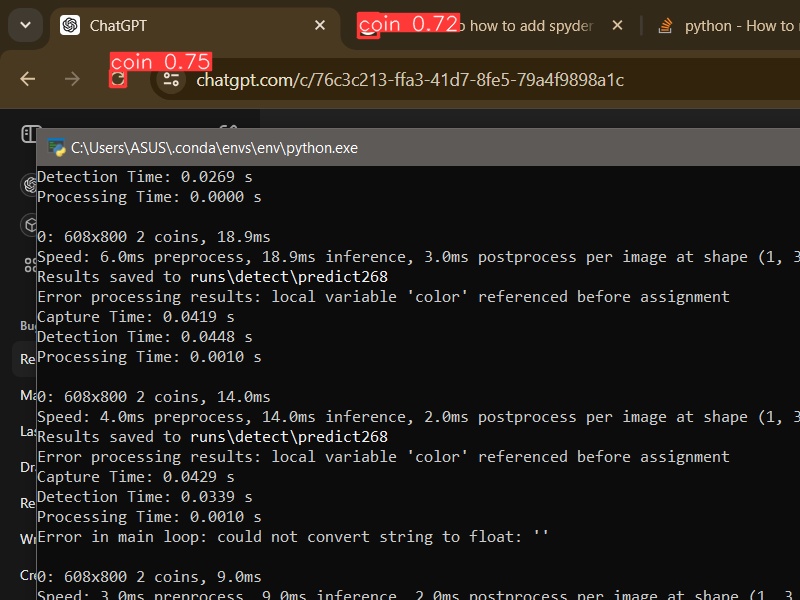 ChatGPT
coin 0.72
how to add spyder
python - How to
coin 0.75
chatgpt.com/c/76c3c213-ffa3-41d7-8fe5-79a4f9898a1c
C:\Users\ASUS\.conda\envs\env\python.exe
Detection Time: 0.0269 s
Processing Time: 0.0000 s
0: 608x800 2 coins, 18.9ms
Speed: 6.0ms preprocess, 18.9ms inference, 3.0ms postprocess per image at shape (1, 3
Results saved to runs\detect\predict268
Error processing results: local variable 'color' referenced before assignment
Bu
Capture Time: 0.0419 s
Detection Time: 0.0448 s
Re
Processing Time: 0.0010 s
Ma
0: 608x800 2 coins, 14.0ms
Speed: 4.0ms preprocess, 14.0ms inference, 2.0ms postprocess per image at shape (1, 3
Las
Results saved to runs\detect\predict268
Error processing results: local variable 'color' referenced before assignment
Dr
Capture Time: 0.0429 s
Detection Time: 0.0339 s
Re
Processing Time: 0.0010 s
Wr
Error in main loop: could not convert string to float: ''
Cr
0: 608x800 2 coins, 9.0ms
Speed: 3.0ms preprocess, 9.0ms inference, 2.0ms postprocess per image at shape (1, 3